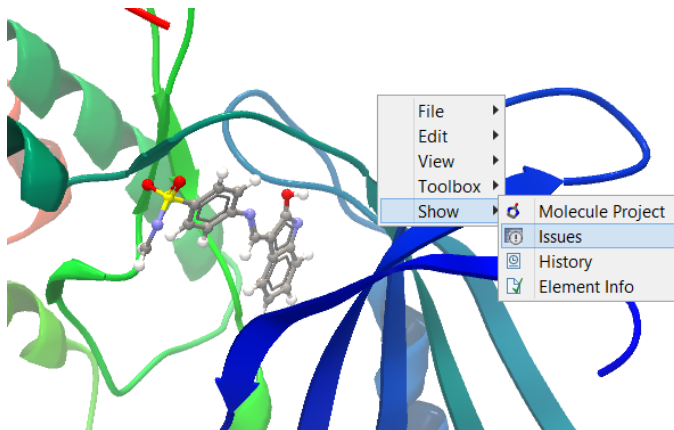 File
Edit
View
Toolbox
Show
Molecule Project
Issues
History
Element Info